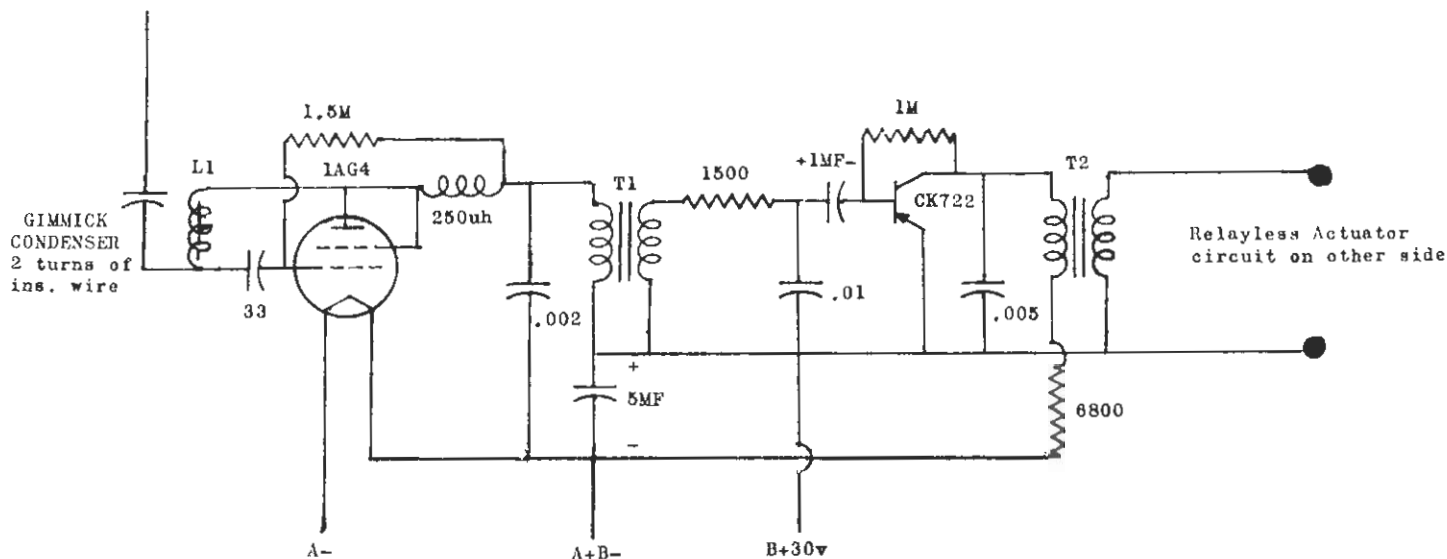 1.5M
1M
L1
1AG4
+1MF-
T2
T1
1500
CK722
250uh
GIMMICK
CONDENSER
2 turns of
ins. wire
Relayless Actuator
circuit on other side
33
.002
.01
.005
+
5MF
-
6800
A-
A+B-
B+30v